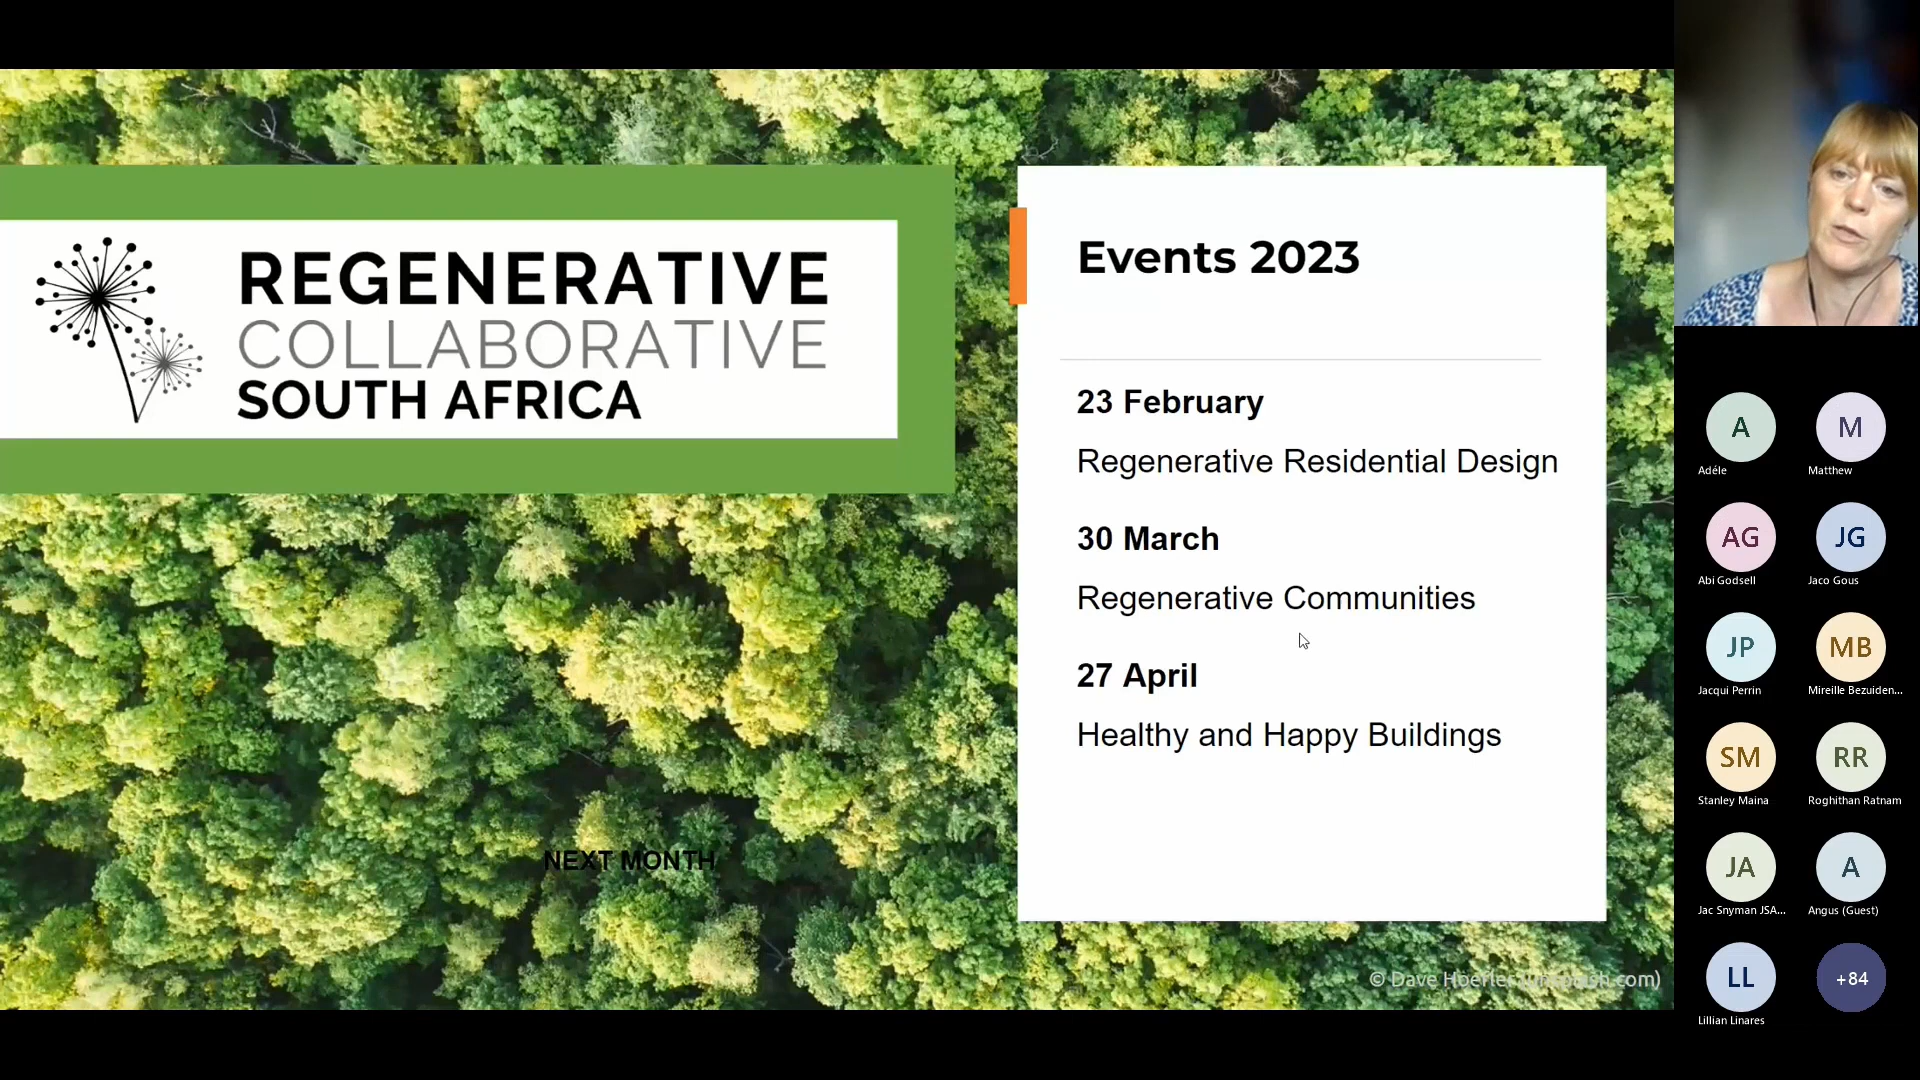 REGENERATIVE
COLLABORATIVE
SOUTH AFRICA
NEXT MONTH
Events 2023
23 February
Regenerative Residential Design
30 March
Regenerative Communities
27 April
Healthy and Happy Buildings
© Dave Hoefler (unsplash.com)
A
Adéle
M
Matthew
AG
Abi Godsell
JG
Jaco Gous
JP
Jacqui Perrin
MB
Mireille Bezuiden...
SM
Stanley Maina
RR
Roghithan Ratnam
JA
Jac Snyman JSA...
A
Angus (Guest)
LL
Lillian Linares
+84